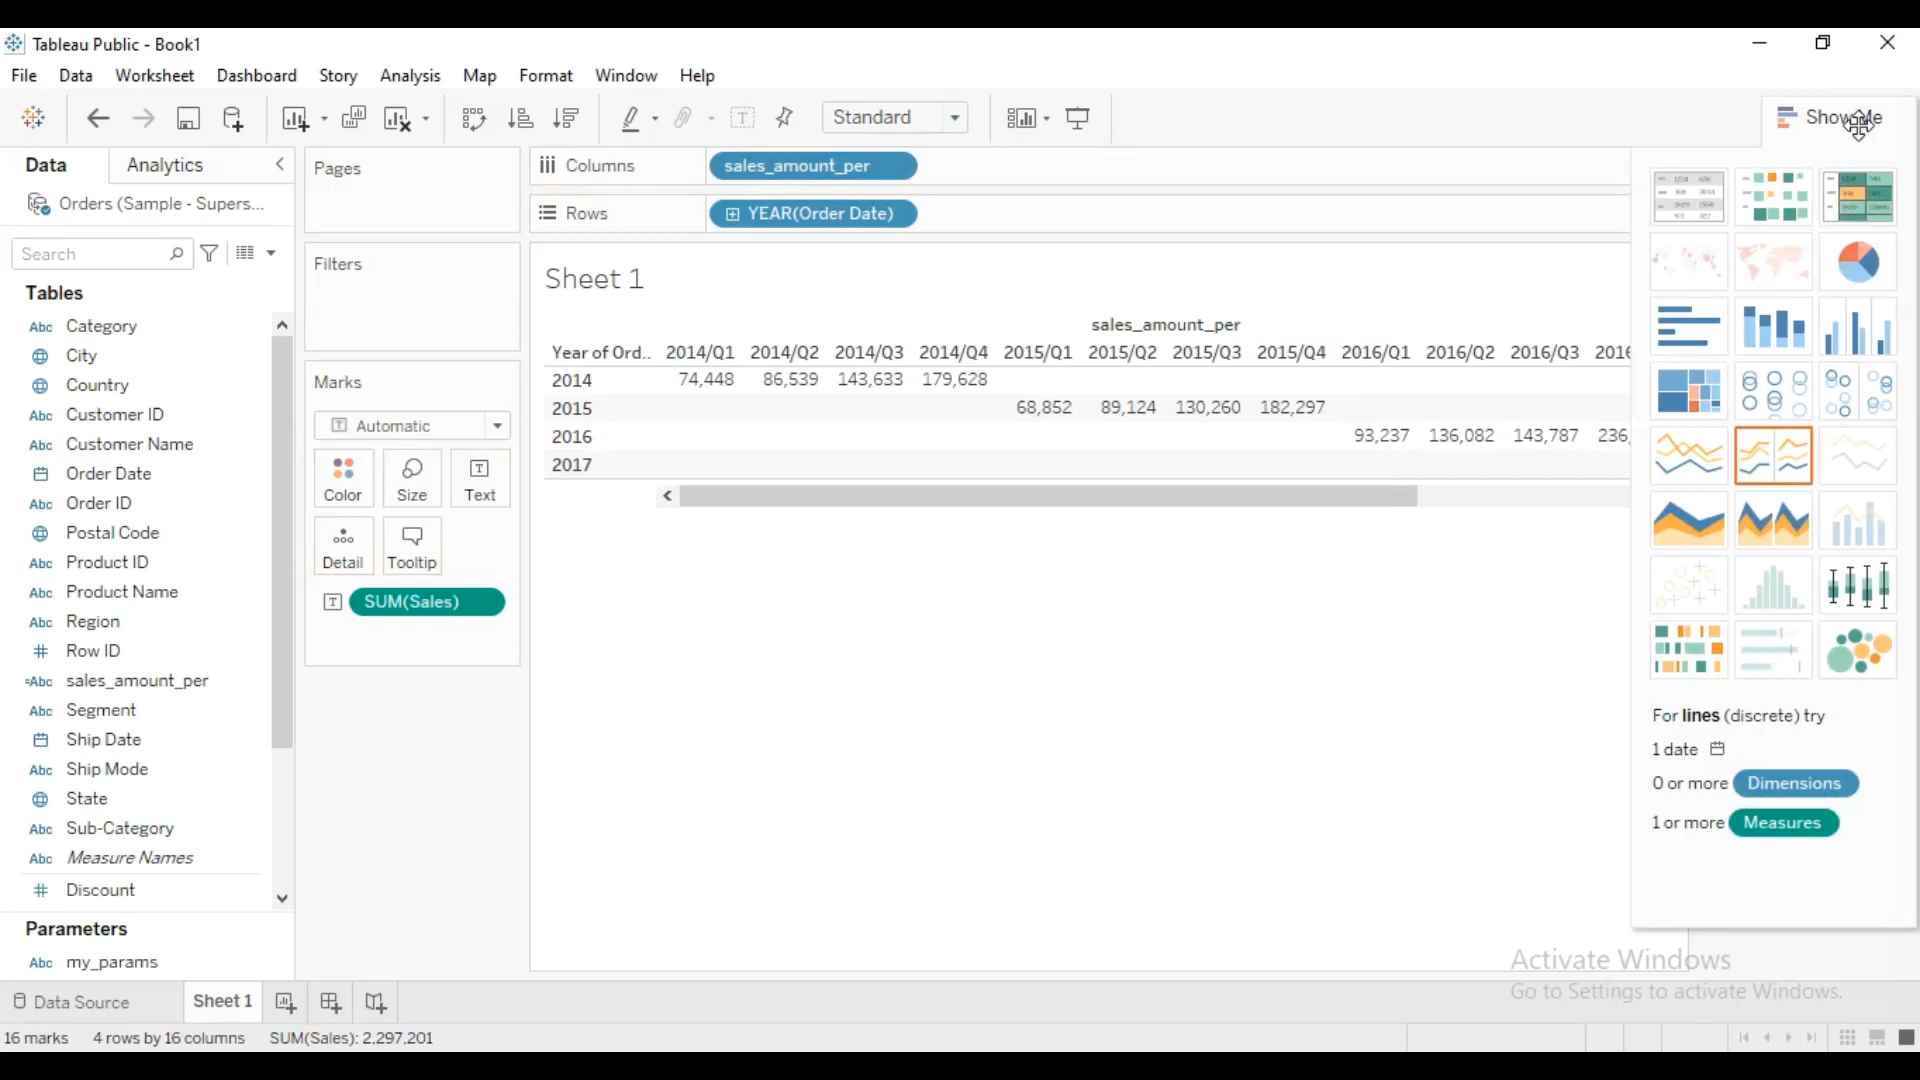 Tableau Public - Book1
File Data Worksheet Dashboard Story Analysis Map Format Window Help
Standard
Show Me
Data Analytics
Pages
Columns sales_amount_per
Orders (Sample - Supers...
Rows YEAR(Order Date)
Search
Filters
Sheet 1
Tables
Category
City
Country
Customer ID
Customer Name
Order Date
Order ID
Postal Code
Product ID
Product Name
Region
Row ID
sales_amount_per
Segment
Ship Date
Ship Mode
State
Sub-Category
Measure Names
Discount
Parameters
my_params
Marks
Automatic
Color Size Text
Detail Tooltip
SUM(Sales)
sales_amount_per
Year of Ord.. 2014/Q1 2014/Q2 2014/Q3 2014/Q4 2015/Q1 2015/Q2 2015/Q3 2015/Q4 2016/Q1 2016/Q2 2016/Q3 2016
2014 74,448 86,539 143,633 179,628
2015 68,852 89,124 130,260 182,297
2016 93,237 136,082 143,787 236,
2017
For lines (discrete) try
1 date
0 or more Dimensions
1 or more Measures
Activate Windows
Go to Settings to activate Windows.
Data Source Sheet 1
16 marks 4 rows by 16 columns SUM(Sales): 2,297,201